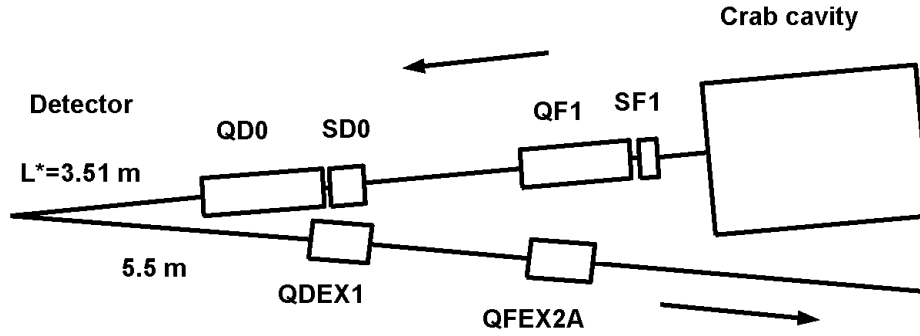 Crab cavity
Detector
QD0 SD0 QF1 SF1
L*=3.51 m
5.5 m
QDEX1
QFEX2A